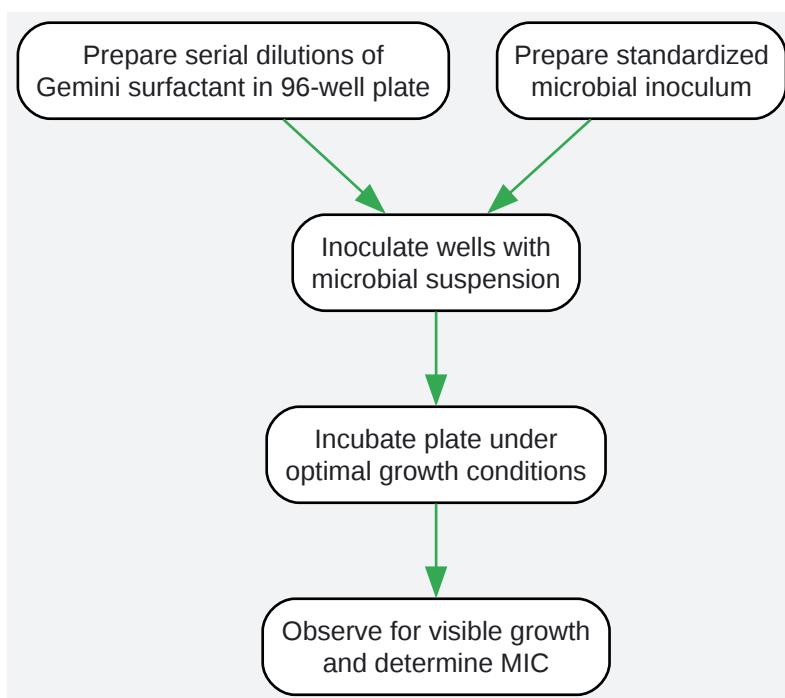 Prepare serial dilutions of
Gemini surfactant in 96-well plate
Prepare standardized
microbial inoculum
Inoculate wells with
microbial suspension
Incubate plate under
optimal growth conditions
Observe for visible growth
and determine MIC